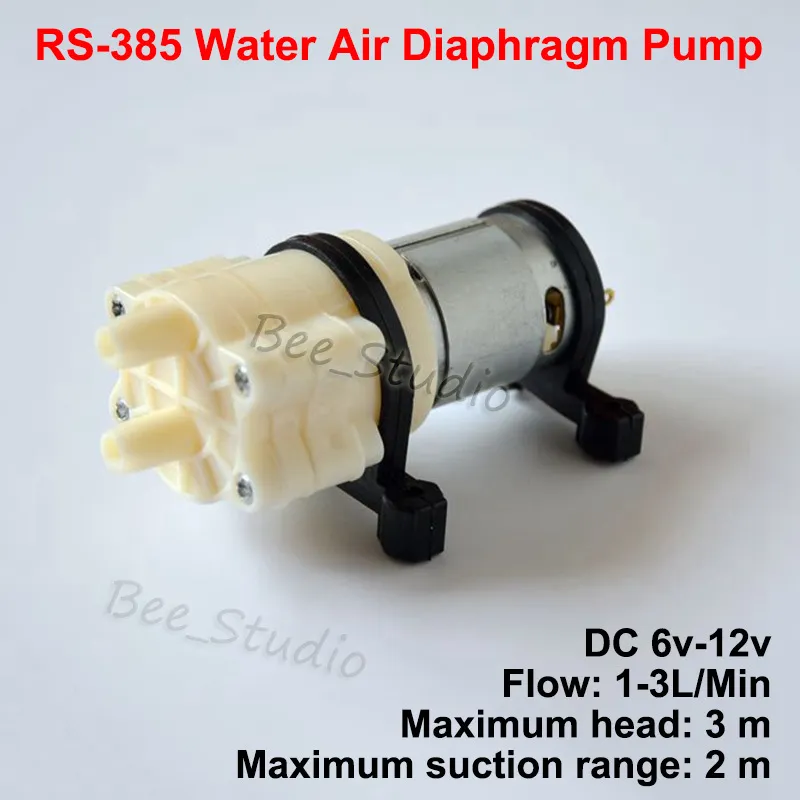 RS-385 Water Air Diaphragm Pump
Bee_Studio
Bee_Studio
DC 6v-12v
Flow: 1-3L/Min
Maximum head: 3 m
Maximum suction range: 2 m